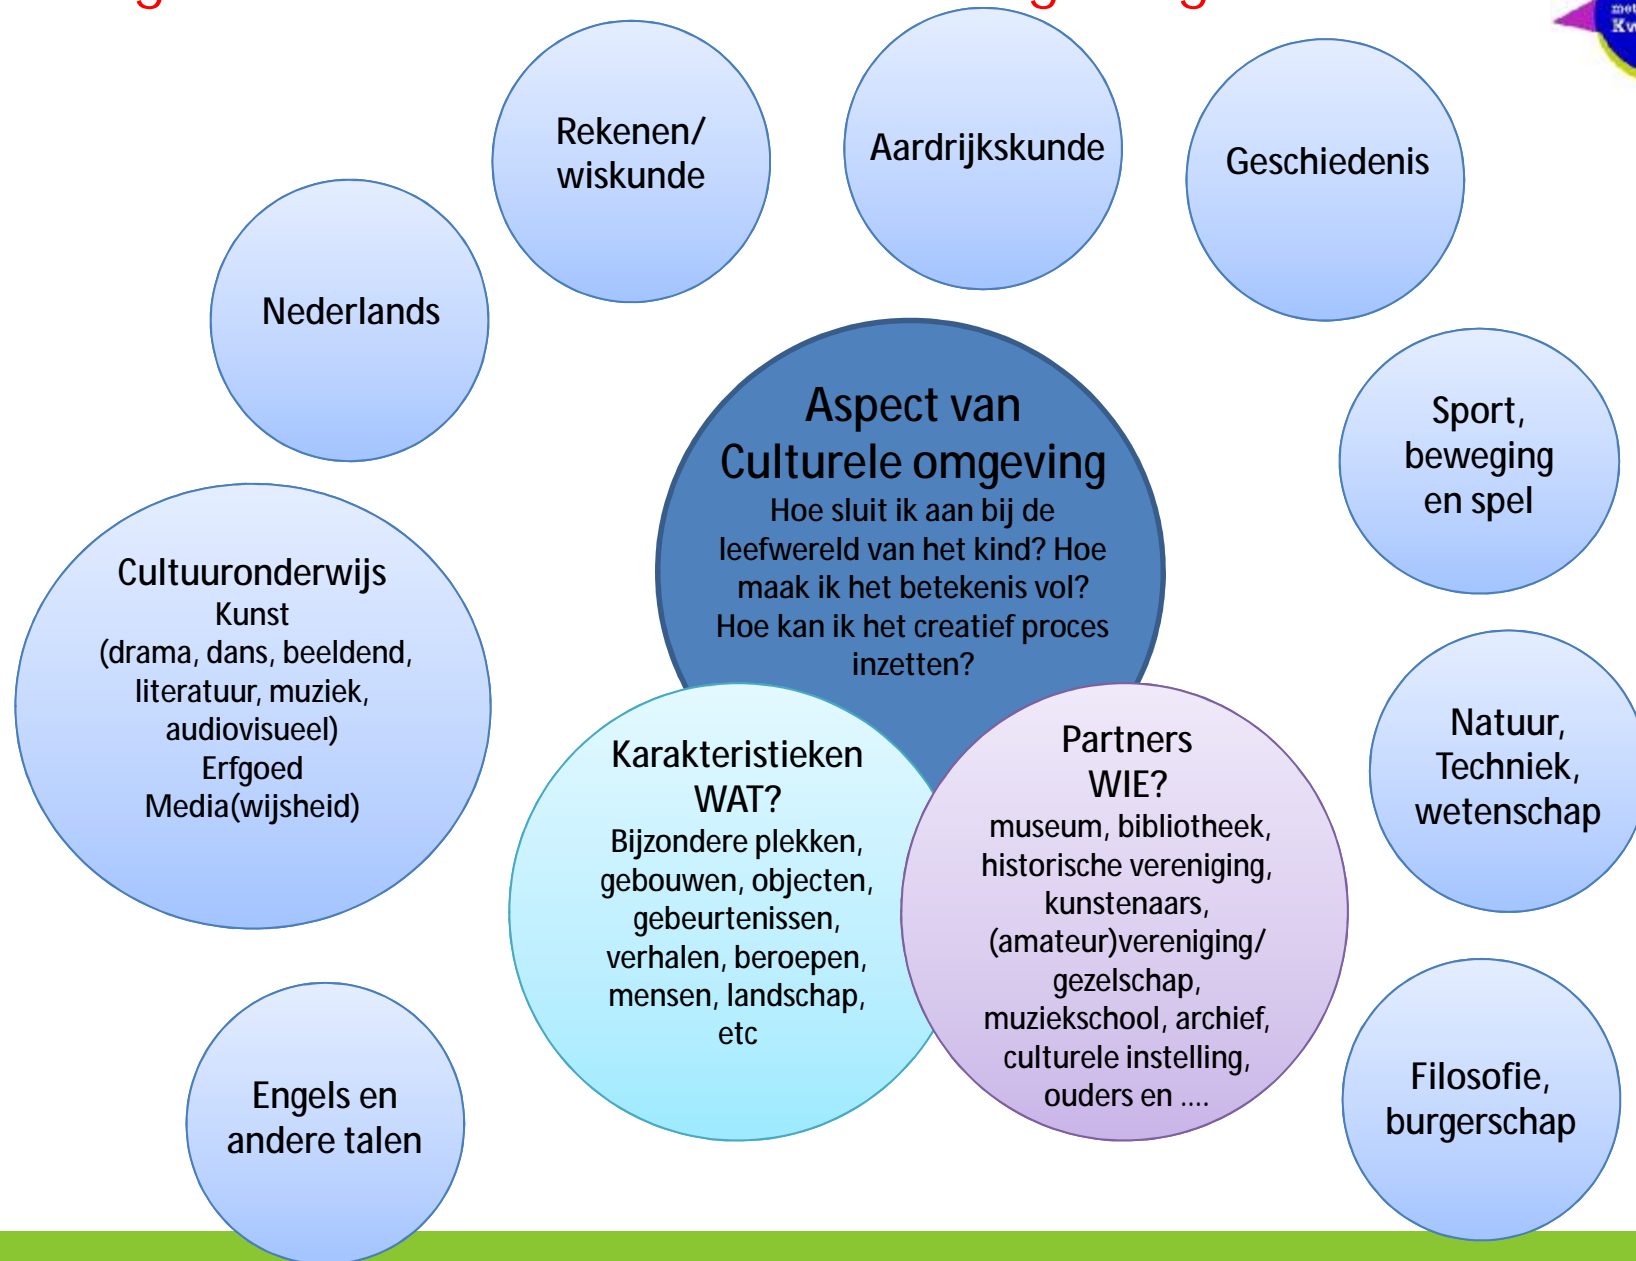 Rekenen/
wiskunde
Aardrijkskunde
Geschiedenis
Nederlands
Sport,
beweging
en spel
Aspect van
Culturele omgeving
Hoe sluit ik aan bij de
leefwereld van het kind? Hoe
maak ik het betekenis vol?
Hoe kan ik het creatief proces
inzetten?
Cultuuronderwijs
Kunst
(drama, dans, beeldend,
literatuur, muziek,
audiovisueel)
Erfgoed
Media(wijsheid)
Karakteristieken
WAT?
Bijzondere plekken,
gebouwen, objecten,
gebeurtenissen,
verhalen, beroepen,
mensen, landschap,
etc
Partners
WIE?
museum, bibliotheek,
historische vereniging,
kunstenaars,
(amateur)vereniging/
gezelschap,
muziekschool, archief,
culturele instelling,
ouders en ....
Natuur,
Techniek,
wetenschap
Engels en
andere talen
Filosofie,
burgerschap